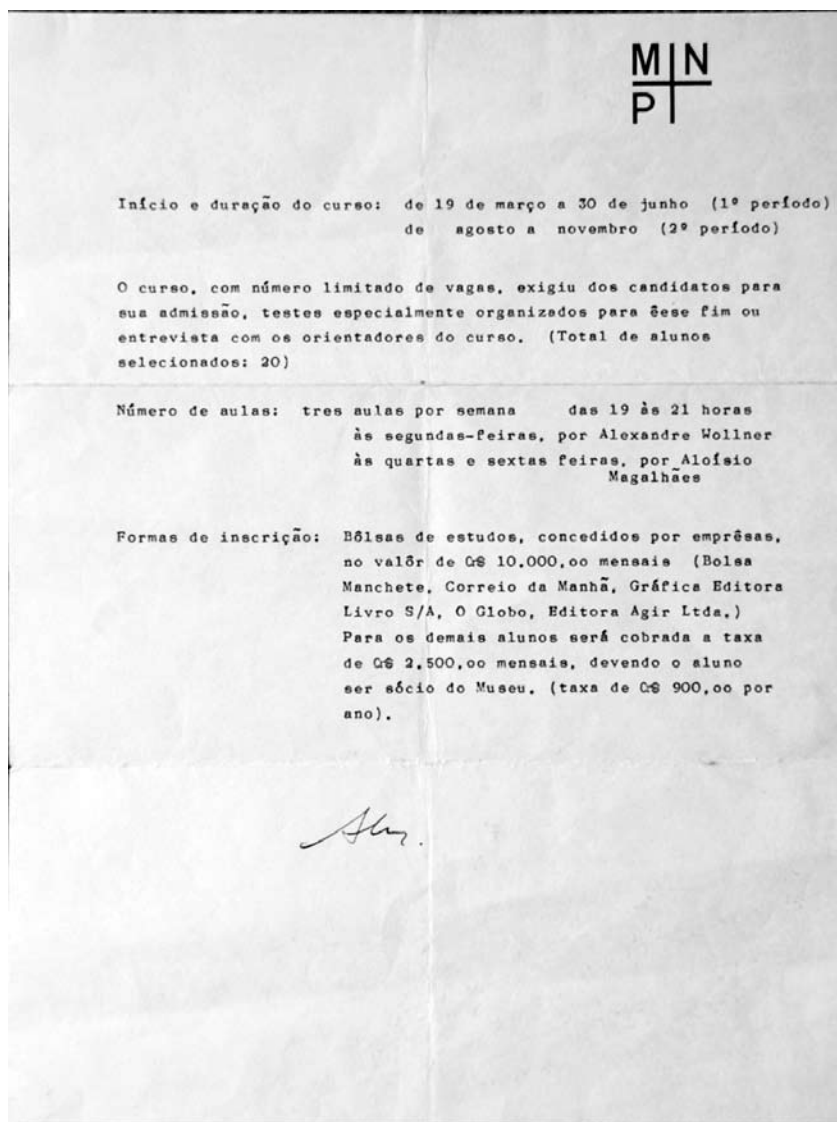 M N
P
Início e duração do curso: de 19 de março a 30 de junho (1º período)
de agosto a novembro (2º período)
O curso, com número limitado de vagas, exigiu dos candidatos para
sua admissão, testes especialmente organizados para êese fim ou
entrevista com os orientadores do curso. (Total de alunos
selecionados: 20)
Número de aulas: tres aulas por semana das 19 às 21 horas
às segundas-feiras, por Alexandre Wollner
às quartas e sextas feiras, por Aloísio
Magalhães
Formas de inscrição: Bôlsas de estudos, concedidos por emprêsas,
no valôr de Cr$ 10.000,oo mensais (Bolsa
Manchete, Correio da Manhã, Gráfica Editora
Livro S/A, O Globo, Editora Agir Ltda.)
Para os demais alunos será cobrada a taxa
de Cr$ 2.500,oo mensais, devendo o aluno
ser sócio do Museu. (taxa de Cr$ 900,oo por
ano).